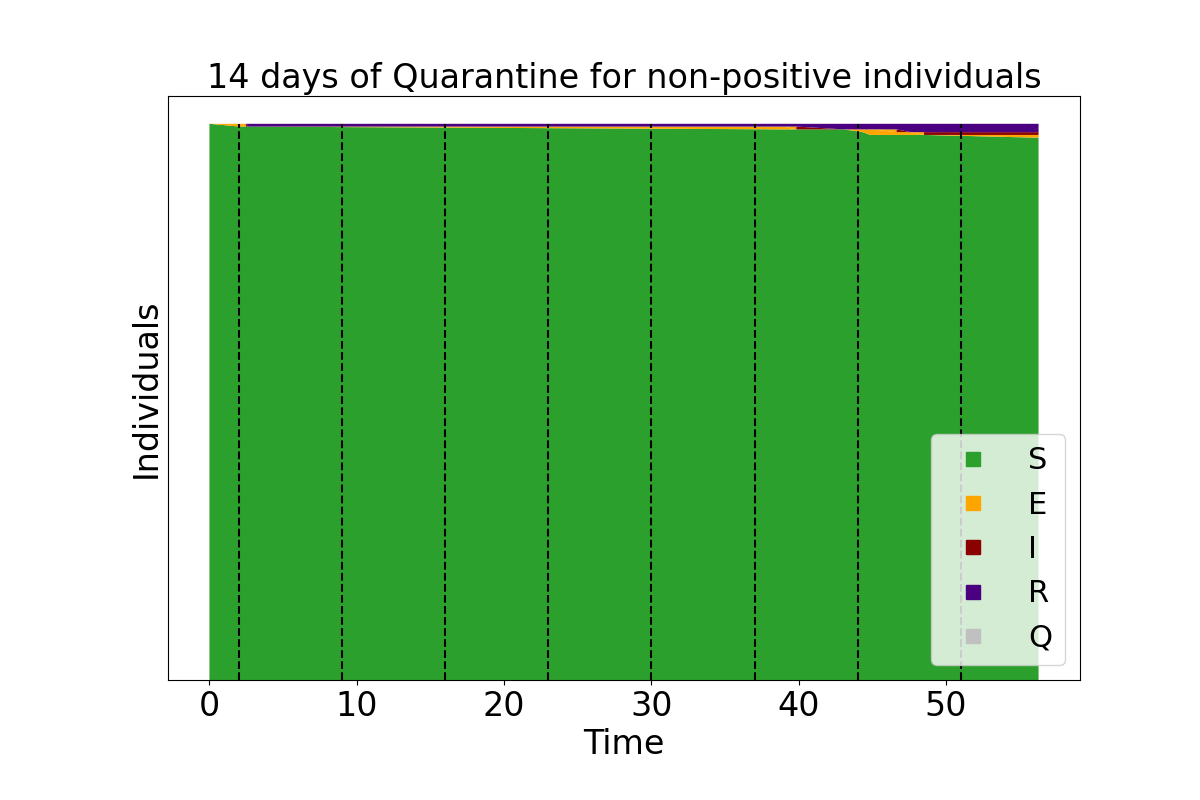 14 days of Quarantine for non-positive individuals
Individuals
S
E
I
R
Q
0 10 20 30 40 50
Time